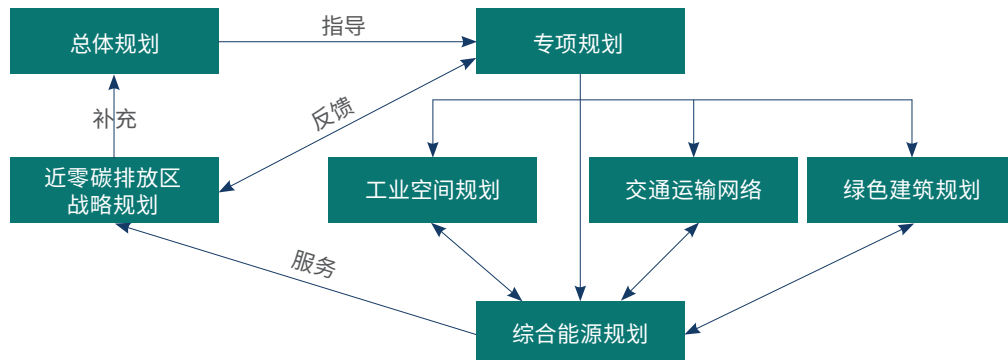 总体规划
指导
专项规划
补充
反馈
近零碳排放区
战略规划
工业空间规划
交通运输网络
绿色建筑规划
服务
综合能源规划